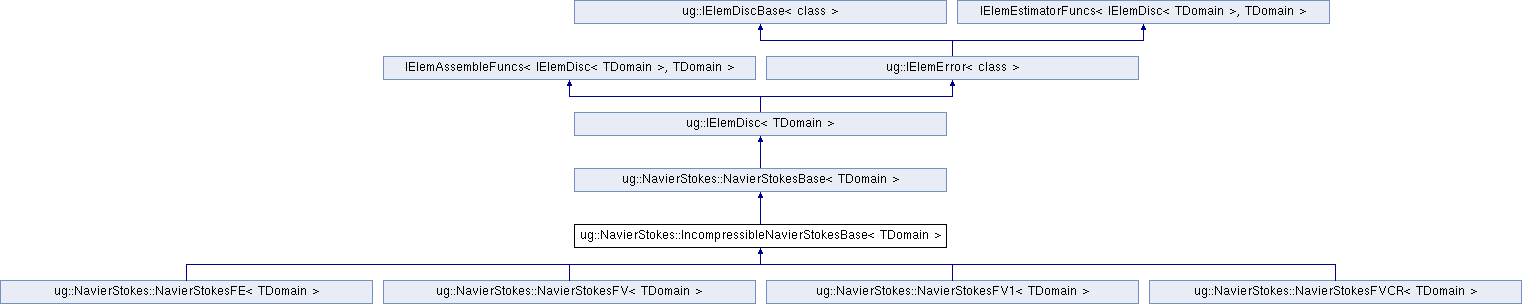 ug::IElemDiscBase< class >
IElemEstimatorFuncs< IElemDisc< TDomain >, TDomain >
IElemAssembleFuncs< IElemDisc< TDomain >, TDomain >
ug::IElemError< class >
ug::IElemDisc< TDomain >
ug::NavierStokes::NavierStokesBase< TDomain >
ug::NavierStokes::IncompressibleNavierStokesBase< TDomain >
ug::NavierStokes::NavierStokesFE< TDomain >
ug::NavierStokes::NavierStokesFV< TDomain >
ug::NavierStokes::NavierStokesFV1< TDomain >
ug::NavierStokes::NavierStokesFVCR< TDomain >